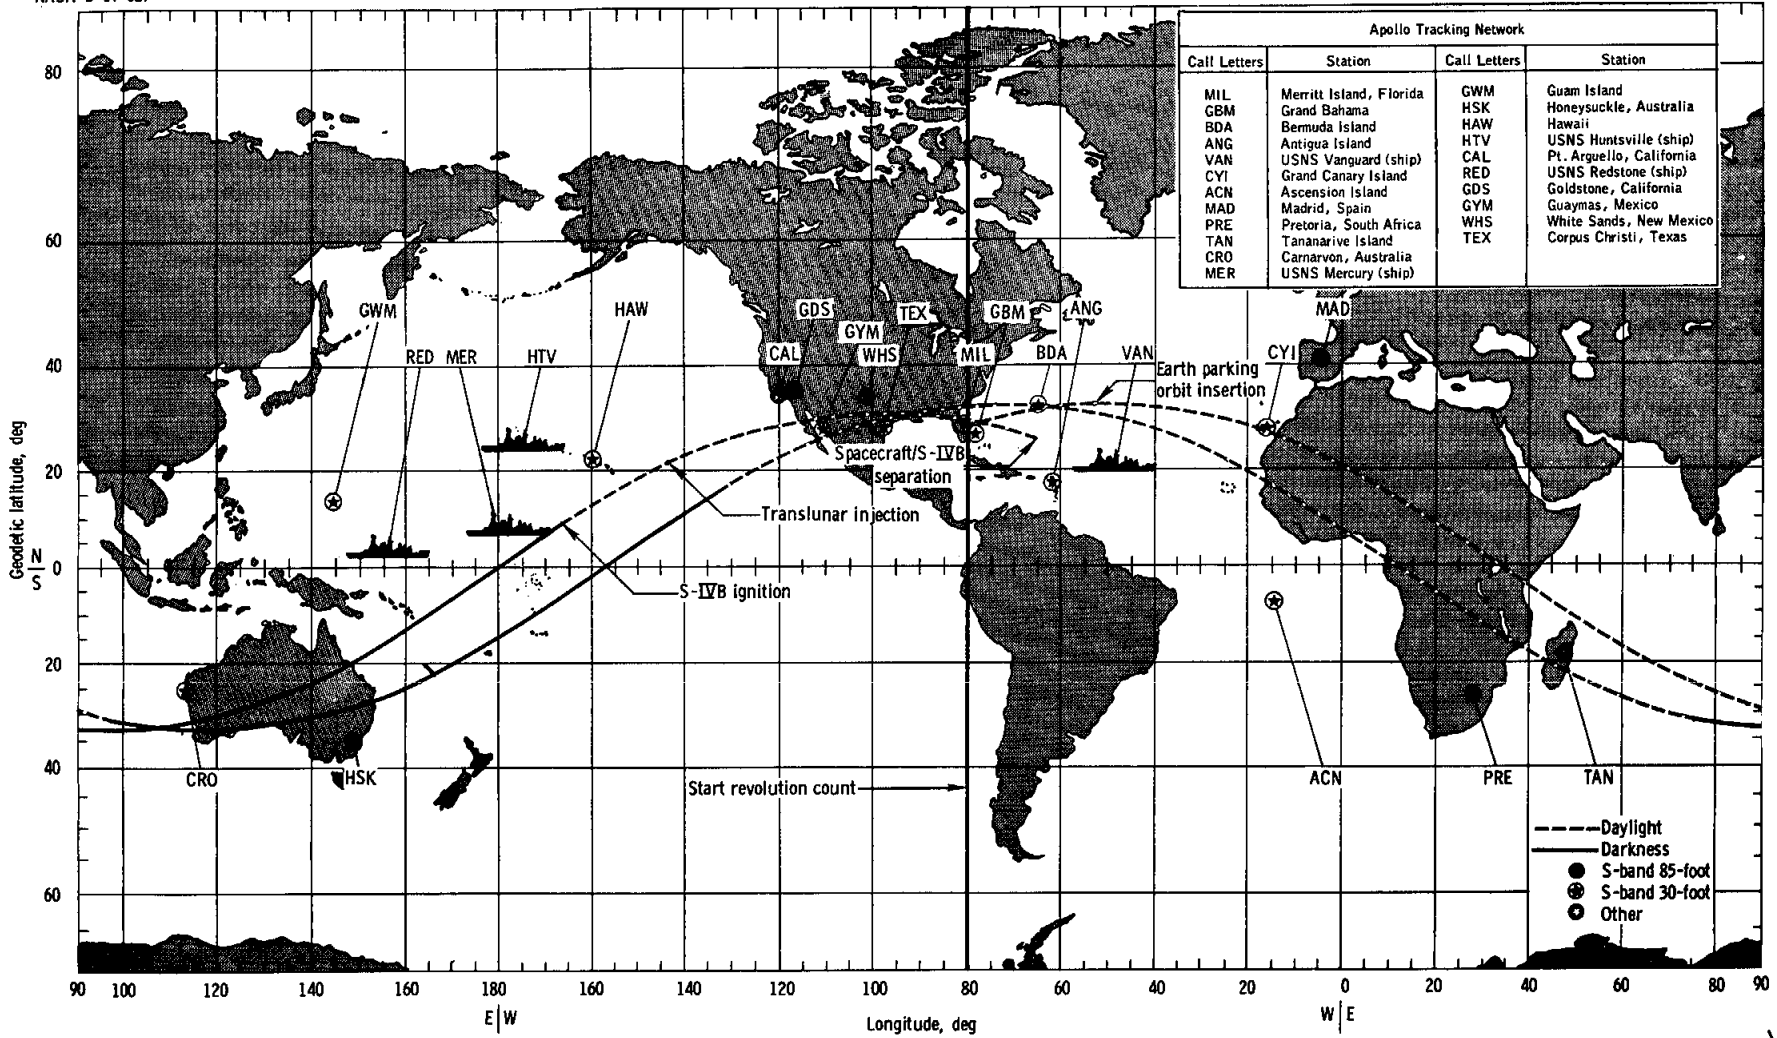 Apollo Tracking Network
Call Letters Station Call Letters Station
MIL Merritt Island, Florida GWM Guam Island
GBM Grand Bahama HSK Honeysuckle, Australia
BDA Bermuda Island HAW Hawaii
ANG Antigua Island HTV USNS Huntsville (ship)
VAN USNS Vanguard (ship) CAL Pt. Arguello, California
CYI Grand Canary Island RED USNS Redstone (ship)
ACN Ascension Island GDS Goldstone, California
MAD Madrid, Spain GYM Guaymas, Mexico
PRE Pretoria, South Africa WHS White Sands, New Mexico
TAN Tananarive Island TEX Corpus Christi, Texas
CRO Carnarvon, Australia
MER USNS Mercury (ship)
80
60
40
20
0
20
40
60
Geodetic latitude, deg
N
S
GWM HAW GDS TEX GBM ANG MAD
GYM
RED MER HTV CAL WHS MIL BDA VAN CYI
Earth parking
orbit insertion
Spacecraft/S-IVB
separation
Translunar injection
S-IVB ignition
CRO HSK ACN PRE TAN
Start revolution count
Daylight
Darkness
S-band 85-foot
S-band 30-foot
Other
90 100 120 140 160 180 160 140 120 100 80 60 40 20 0 20 40 60 80 90
E W
W E
Longitude, deg